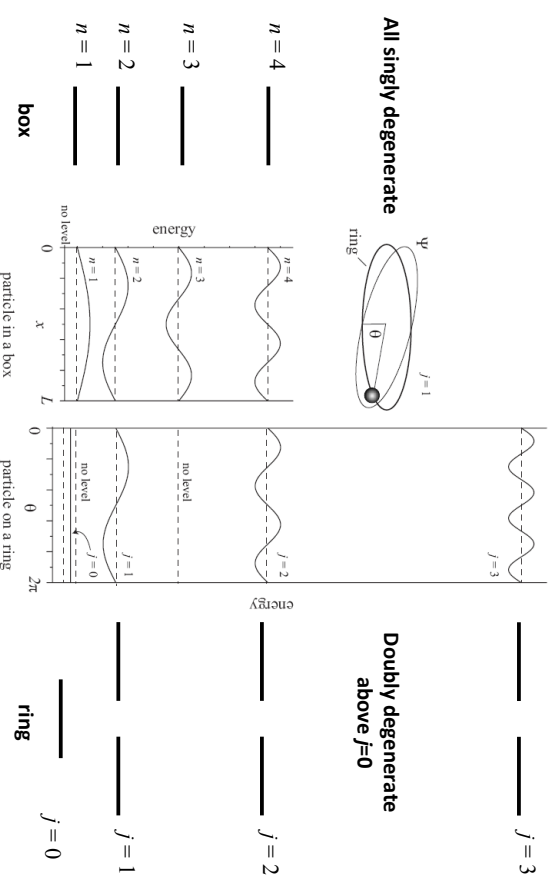 All singly degenerate
n = 4
n = 3
n = 2
n = 1
box
Ψ
ring
θ
j = 1
energy
n = 4
n = 3
n = 2
n = 1
no level
0
x
L
particle in a box
j = 3
j = 2
no level
j = 1
no level
j = 0
0
θ
2π
particle on a ring
energy
Doubly degenerate
above j=0
j = 3
j = 2
j = 1
j = 0
ring